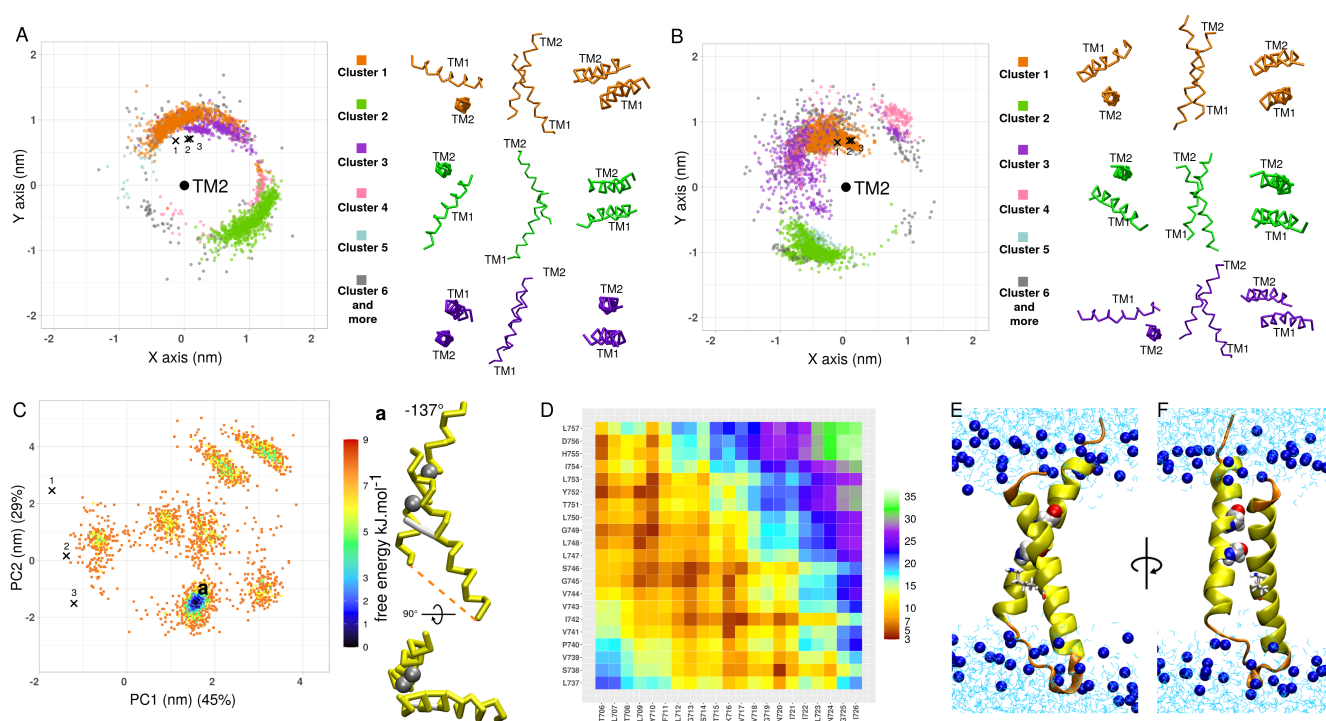 A
2
1
0
-1
-2
-2
-1
0
1
2
Y axis (nm)
X axis (nm)
TM2
1
2
3
Cluster 1
Cluster 2
Cluster 3
Cluster 4
Cluster 5
Cluster 6
and
more
TM1
TM2
TM2
TM1
TM2
TM1
TM2
TM1
TM2
TM1
TM2
TM1
TM1
TM2
TM2
TM1
TM2
TM1
B
2
1
0
-1
-2
-2
-1
0
1
2
Y axis (nm)
X axis (nm)
TM2
1
2
3
Cluster 1
Cluster 2
Cluster 3
Cluster 4
Cluster 5
Cluster 6
and
more
TM1
TM2
TM2
TM1
TM2
TM1
TM2
TM1
TM2
TM1
TM2
TM1
TM1
TM2
TM2
TM1
TM2
TM1
C
4
2
0
-2
-2
0
2
4
PC2 (nm) (29%)
PC1 (nm) (45%)
1
2
3
a
9
7
5
4
3
2
1
0
free energy kJ.mol-1
a
-137°
90°
D
L757
D756
H755
I754
L753
Y752
T751
L750
G749
L748
L747
S746
G745
V744
V743
I742
V741
P740
V739
S738
L737
T706
L707
T708
L709
Y710
F711
L712
S713
S714
T715
K716
V717
W718
G719
N720
I721
I722
L723
W724
S725
I726
35
30
25
20
15
10
7
5
3
E
F